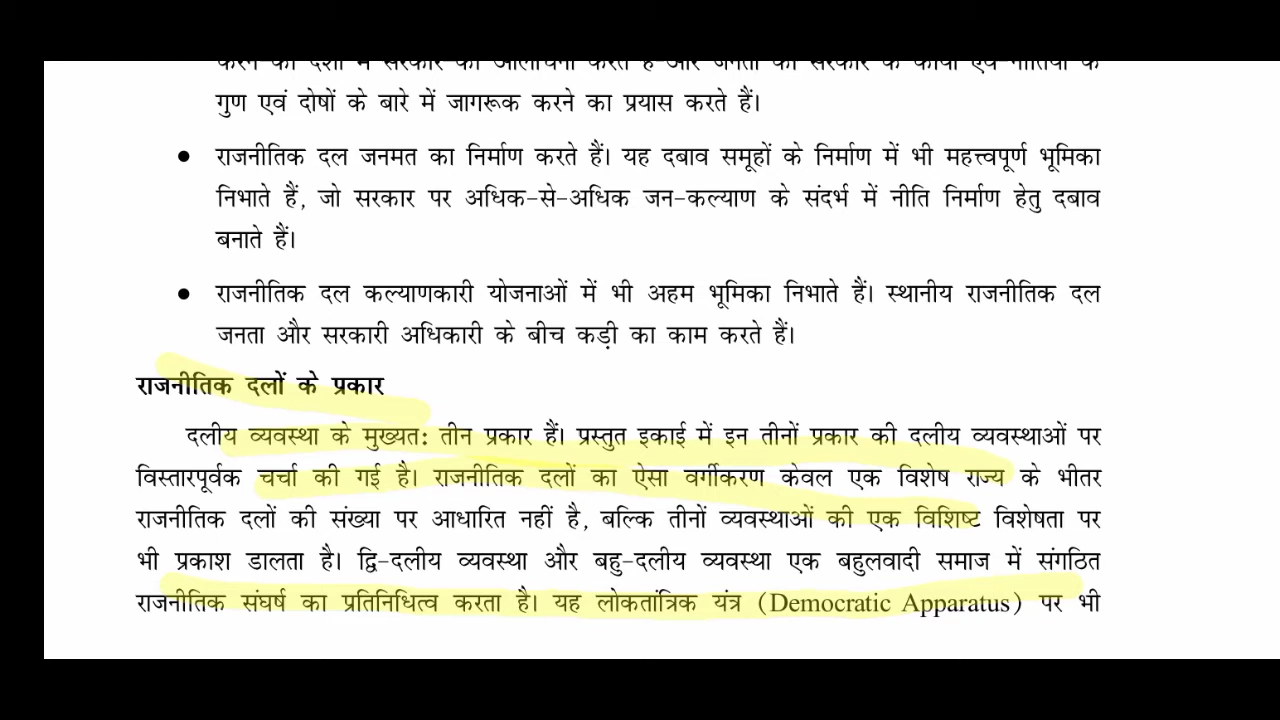 गुण एवं दोषों के बारे में जागरूक करने का प्रयास करते हैं।
● राजनीतिक दल जनमत का निर्माण करते हैं। यह दबाव समूहों के निर्माण में भी महत्त्वपूर्ण भूमिका
निभाते हैं, जो सरकार पर अधिक-से-अधिक जन-कल्याण के संदर्भ में नीति निर्माण हेतु दबाव
बनाते हैं।
● राजनीतिक दल कल्याणकारी योजनाओं में भी अहम भूमिका निभाते हैं। स्थानीय राजनीतिक दल
जनता और सरकारी अधिकारी के बीच कड़ी का काम करते हैं।
राजनीतिक दलों के प्रकार
दलीय व्यवस्था के मुख्यत: तीन प्रकार हैं। प्रस्तुत इकाई में इन तीनों प्रकार की दलीय व्यवस्थाओं पर
विस्तारपूर्वक चर्चा की गई है। राजनीतिक दलों का ऐसा वर्गीकरण केवल एक विशेष राज्य के भीतर
राजनीतिक दलों की संख्या पर आधारित नहीं है, बल्कि तीनों व्यवस्थाओं की एक विशिष्ट विशेषता पर
भी प्रकाश डालता है। द्वि-दलीय व्यवस्था और बहु-दलीय व्यवस्था एक बहुलवादी समाज में संगठित
राजनीतिक संघर्ष का प्रतिनिधित्व करता है। यह लोकतांत्रिक यंत्र (Democratic Apparatus) पर भी